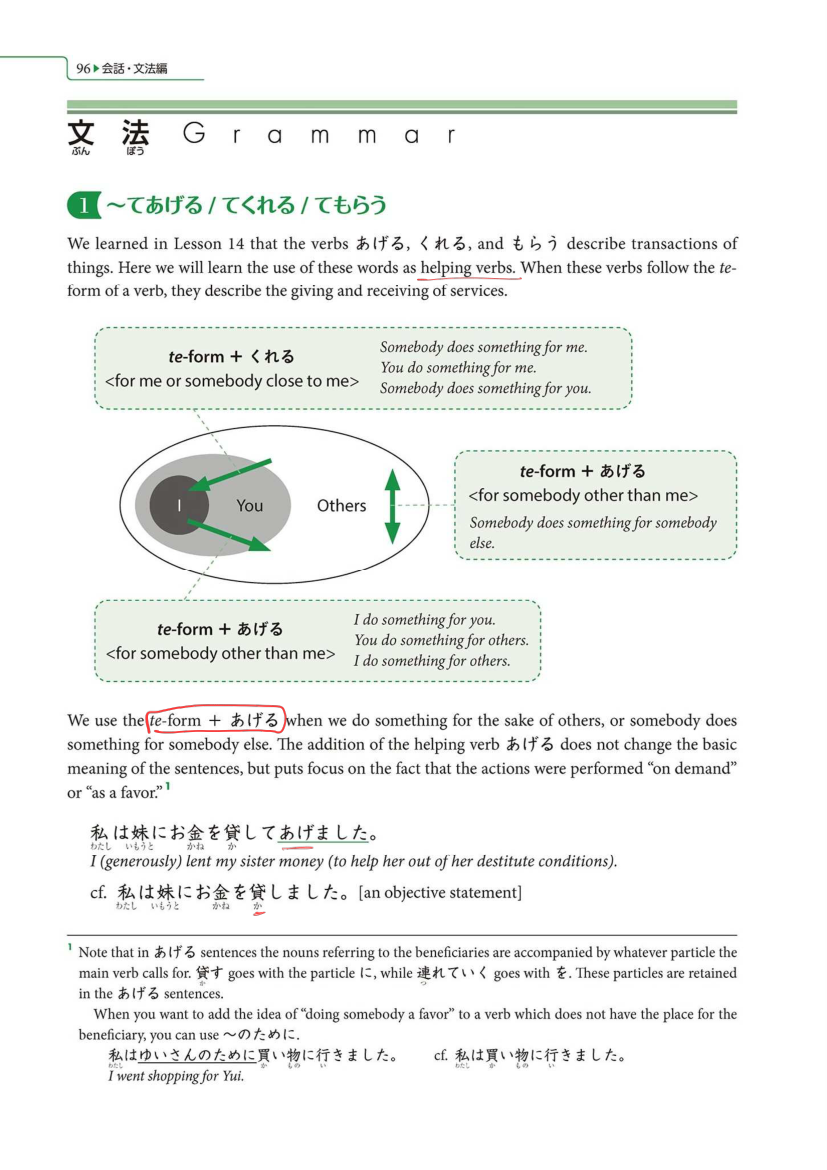 96▶会話・文法編
文法 Grammar
ぶん ぽう
1 〜てあげる / てくれる / てもらう
We learned in Lesson 14 that the verbs あげる, くれる, and もらう describe transactions of
things. Here we will learn the use of these words as helping verbs. When these verbs follow the te-
form of a verb, they describe the giving and receiving of services.
te-form + くれる
<for me or somebody close to me>
Somebody does something for me.
You do something for me.
Somebody does something for you.
I
You
Others
te-form + あげる
<for somebody other than me>
Somebody does something for somebody
else.
te-form + あげる
<for somebody other than me>
I do something for you.
You do something for others.
I do something for others.
We use the te-form + あげる when we do something for the sake of others, or somebody does
something for somebody else. The addition of the helping verb あげる does not change the basic
meaning of the sentences, but puts focus on the fact that the actions were performed “on demand”
or “as a favor.”1
私は妹にお金を貸してあげました。
わたし いもうと かね か
I (generously) lent my sister money (to help her out of her destitute conditions).
cf. 私は妹にお金を貸しました。[an objective statement]
わたし いもうと かね か
1 Note that in あげる sentences the nouns referring to the beneficiaries are accompanied by whatever particle the
main verb calls for. 貸す goes with the particle に, while 連れていく goes with を. These particles are retained
か つ
in the あげる sentences.
When you want to add the idea of “doing somebody a favor” to a verb which does not have the place for the
beneficiary, you can use 〜のために.
私はゆいさんのために買い物に行きました。 cf. 私は買い物に行きました。
わたし か もの い わたし か もの い
I went shopping for Yui.